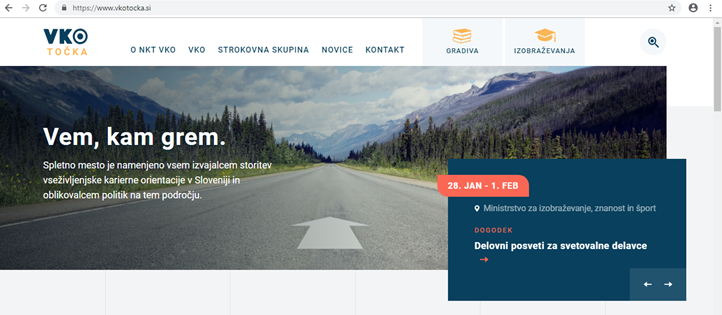 https://www.vkotocka.si
VKO
TOČKA
O NKT VKO
VKO
STROKOVNA SKUPINA
NOVICE
KONTAKT
GRADIVA
IZOBRAŽEVANJA
Vem, kam grem.
Spletno mesto je namenjeno vsem izvajalcem storitev
vseživljenjske karierne orientacije v Sloveniji in
oblikovalcem politik na tem področju.
28. JAN - 1. FEB
Ministrstvo za izobraževanje, znanost in šport
DOGODEK
Delovni posveti za svetovalne delavce